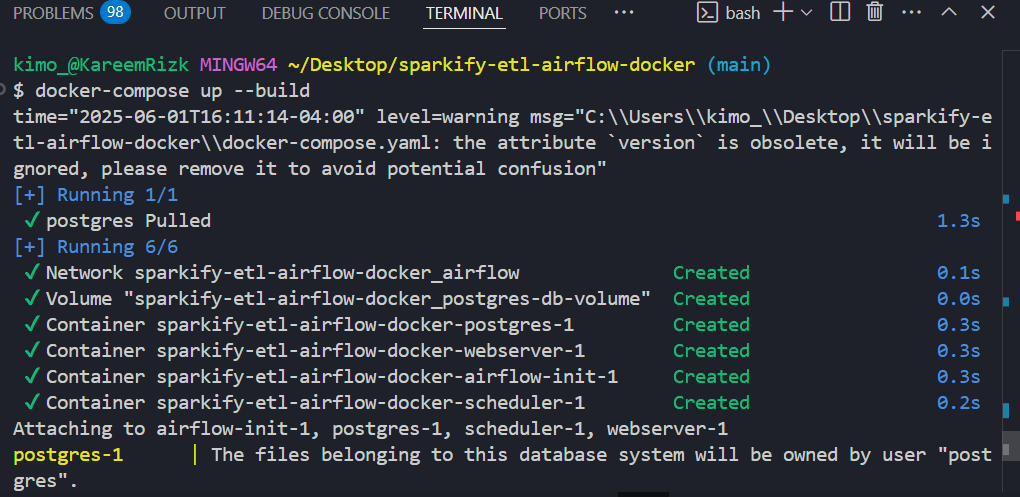 PROBLEMS 98 OUTPUT DEBUG CONSOLE TERMINAL PORTS ··· bash ···
kimo_@KareemRizk MINGW64 ~/Desktop/sparkify-etl-airflow-docker (main)
$ docker-compose up --build
time="2025-06-01T16:11:14-04:00" level=warning msg="C:\\Users\\kimo_\\Desktop\\sparkify-e
tl-airflow-docker\\docker-compose.yaml: the attribute `version` is obsolete, it will be i
gnored, please remove it to avoid potential confusion"
[+] Running 1/1
✓ postgres Pulled 1.3s
[+] Running 6/6
✓ Network sparkify-etl-airflow-docker_airflow Created 0.1s
✓ Volume "sparkify-etl-airflow-docker_postgres-db-volume" Created 0.0s
✓ Container sparkify-etl-airflow-docker-postgres-1 Created 0.3s
✓ Container sparkify-etl-airflow-docker-webserver-1 Created 0.3s
✓ Container sparkify-etl-airflow-docker-airflow-init-1 Created 0.3s
✓ Container sparkify-etl-airflow-docker-scheduler-1 Created 0.2s
Attaching to airflow-init-1, postgres-1, scheduler-1, webserver-1
postgres-1 | The files belonging to this database system will be owned by user "post
gres".